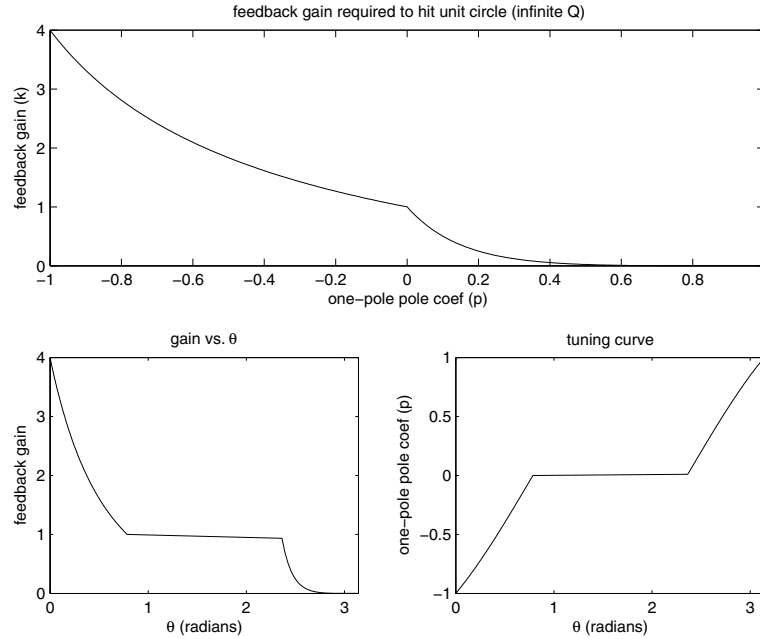 feedback gain required to hit unit circle (infinite Q)
4
3
2
1
0
feedback gain (k)
−1 −0.8 −0.6 −0.4 −0.2 0 0.2 0.4 0.6 0.8
one−pole pole coef (p)
gain vs. θ
4
3
2
1
0
feedback gain
0 1 2 3
θ (radians)
tuning curve
1
0.5
0
−0.5
−1
one−pole pole coef (p)
0 1 2 3
θ (radians)